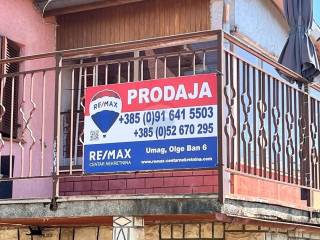 RE/MAX
PRODAJA
+385 (0)91 641 5503
+385 (0)52 670 295
RE/MAX
CENTAR NEKRETNINA
Umag, Olge Ban 6
www.remax-centarnekretnina.com